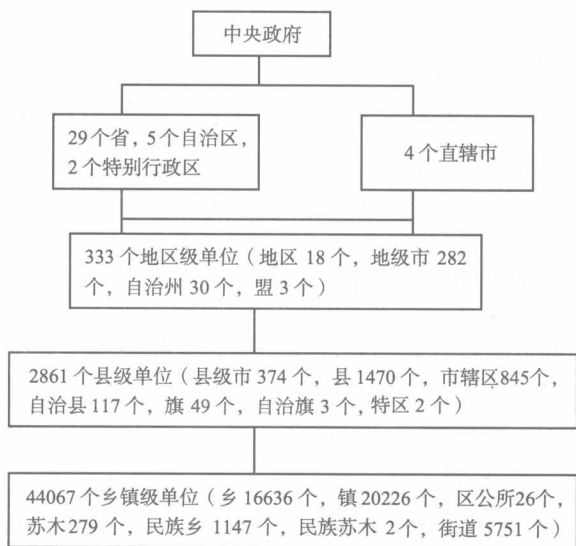 中央政府
29个省，5个自治区，
2个特别行政区
4个直辖市
333个地区级单位（地区 18个，地级市 282
个，自治州 30个，盟 3个）
2861个县级单位（县级市 374个，县 1470个，市辖区845个，
自治县 117个，旗 49个，自治旗 3个，特区 2个）
44067个乡镇级单位（乡 16636个，镇 20226个，区公所26个，
苏木279个，民族乡 1147个，民族苏木 2个，街道 5751个）